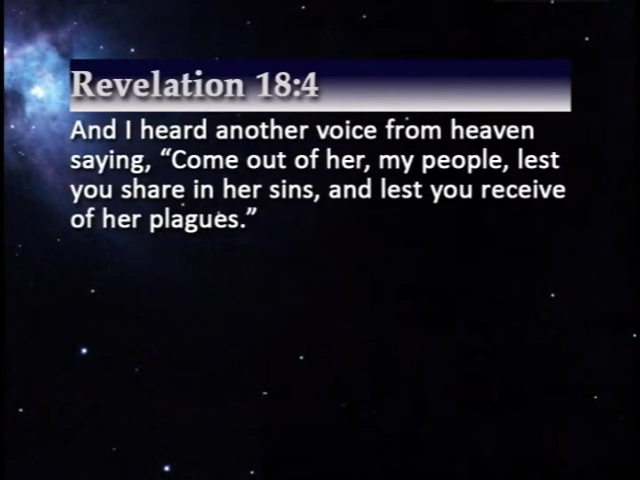 Revelation 18:4
And I heard another voice from heaven
saying, “Come out of her, my people, lest
you share in her sins, and lest you receive
of her plagues.”